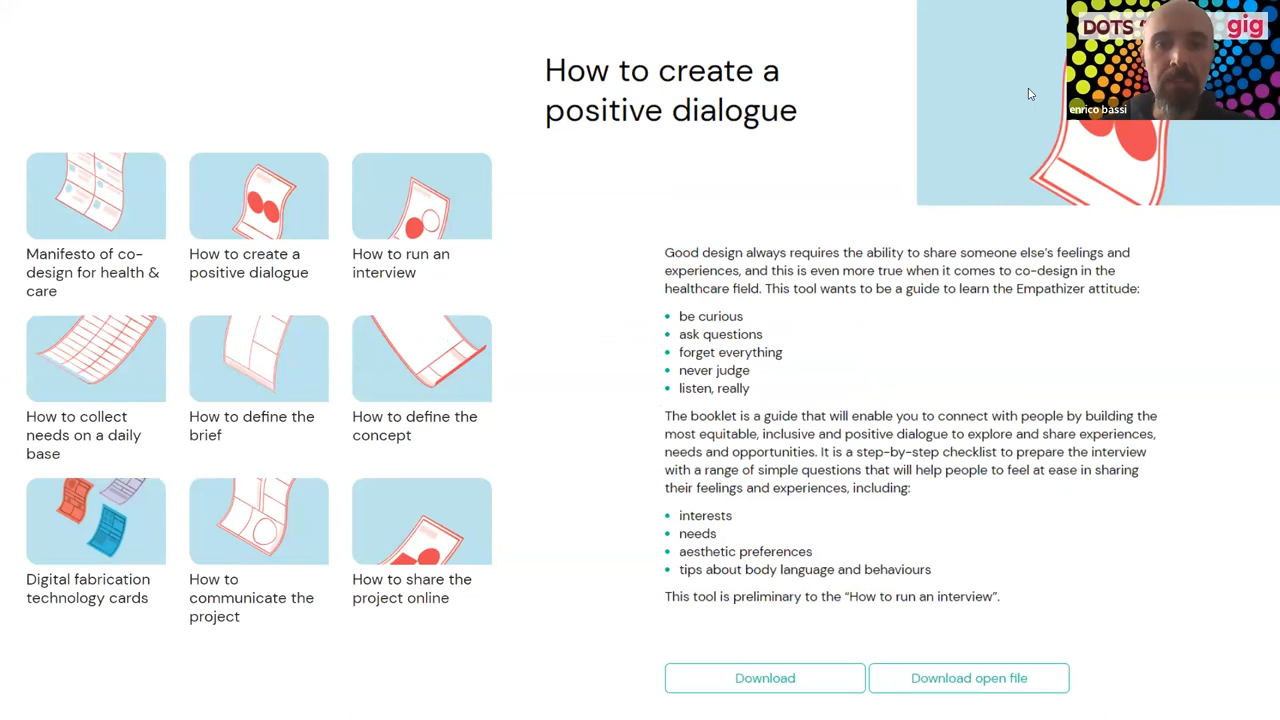 How to create a
positive dialogue
DOTS
gig
enrico bassi
Manifesto of co-
design for health &
care
How to create a
positive dialogue
How to run an
interview
How to collect
needs on a daily
base
How to define the
brief
How to define the
concept
Digital fabrication
technology cards
How to
communicate the
project
How to share the
project online
Good design always requires the ability to share someone else's feelings and
experiences, and this is even more true when it comes to co-design in the
healthcare field. This tool wants to be a guide to learn the Empathizer attitude:
• be curious
• ask questions
• forget everything
• never judge
• listen, really
The booklet is a guide that will enable you to connect with people by building the
most equitable, inclusive and positive dialogue to explore and share experiences,
needs and opportunities. It is a step-by-step checklist to prepare the interview
with a range of simple questions that will help people to feel at ease in sharing
their feelings and experiences, including:
• interests
• needs
• aesthetic preferences
• tips about body language and behaviours
This tool is preliminary to the “How to run an interview”.
Download
Download open file